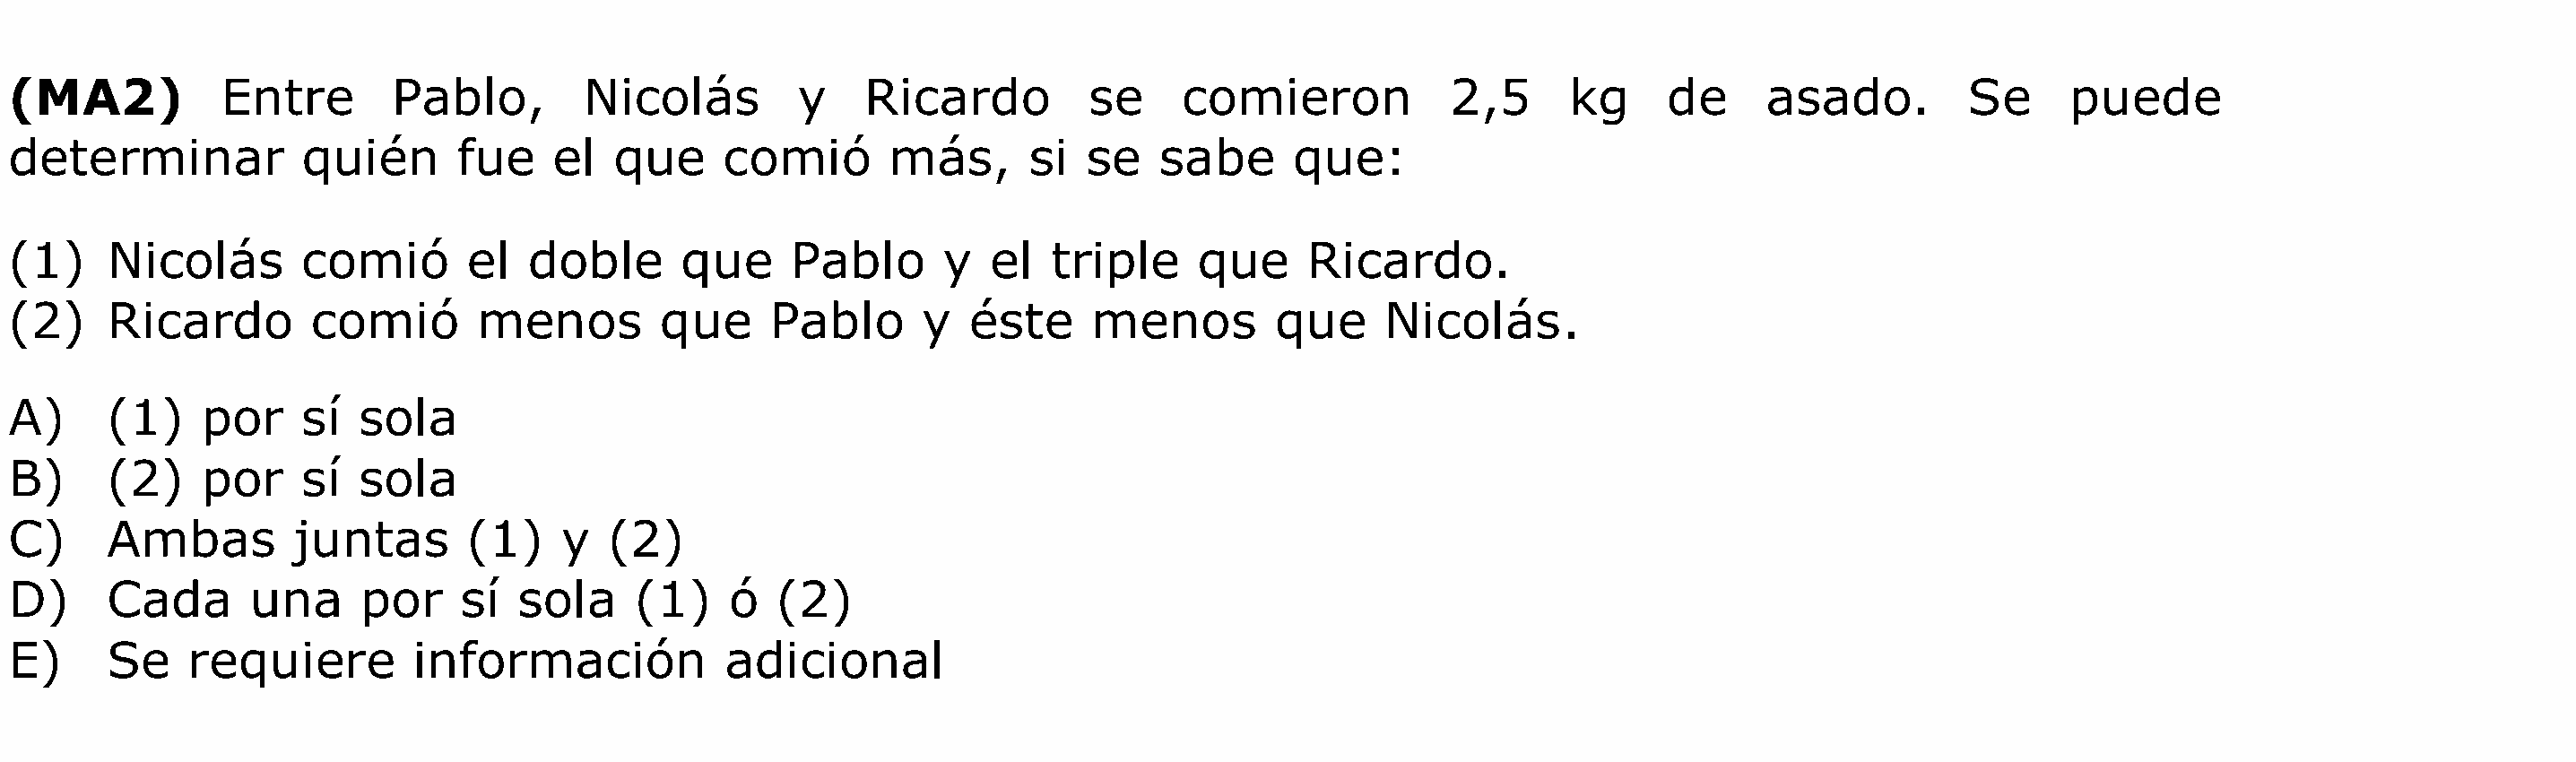 (MA2) Entre Pablo, Nicolás y Ricardo se comieron 2,5 kg de asado. Se puede
determinar quién fue el que comió más, si se sabe que:
(1) Nicolás comió el doble que Pablo y el triple que Ricardo.
(2) Ricardo comió menos que Pablo y éste menos que Nicolás.
A) (1) por sí sola
B) (2) por sí sola
C) Ambas juntas (1) y (2)
D) Cada una por sí sola (1) ó (2)
E) Se requiere información adicional